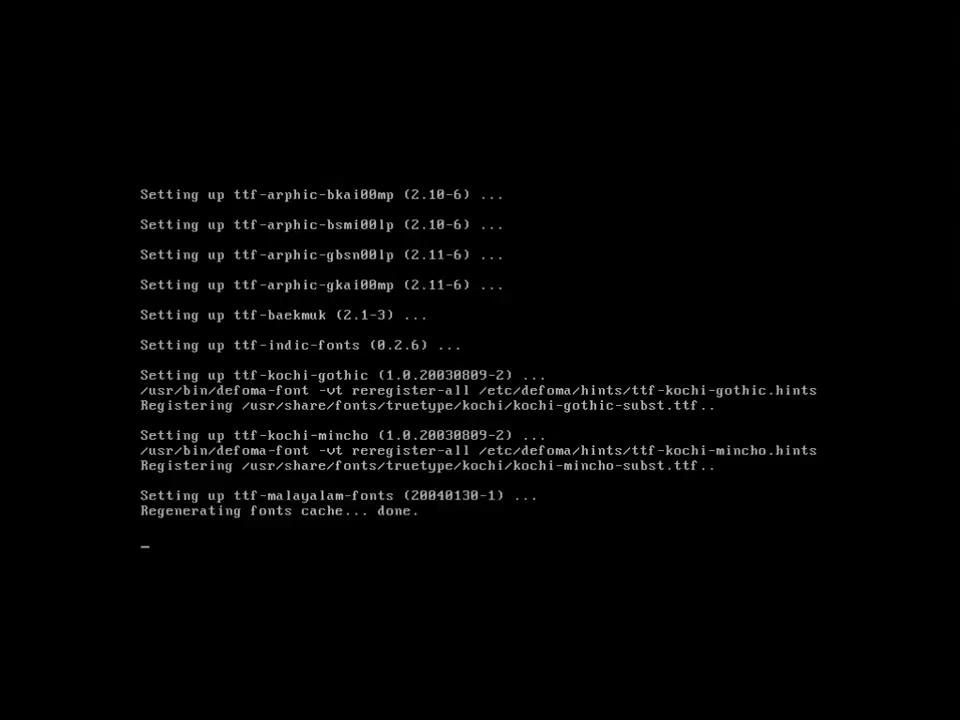 Setting up ttf-arphic-bkai00mp (2.10-6) ...
Setting up ttf-arphic-bsmi00lp (2.10-6) ...
Setting up ttf-arphic-gbsn00lp (2.11-6) ...
Setting up ttf-arphic-gkai00mp (2.11-6) ...
Setting up ttf-baekmuk (2.1-3) ...
Setting up ttf-indic-fonts (0.2.6) ...
Setting up ttf-kochi-gothic (1.0.20030809-2) ...
/usr/bin/defoma-font -vt reregister-all /etc/defoma/hints/ttf-kochi-gothic.hints
Registering /usr/share/fonts/truetype/kochi/kochi-gothic-subst.ttf..
Setting up ttf-kochi-mincho (1.0.20030809-2) ...
/usr/bin/defoma-font -vt reregister-all /etc/defoma/hints/ttf-kochi-mincho.hints
Registering /usr/share/fonts/truetype/kochi/kochi-mincho-subst.ttf..
Setting up ttf-malayalam-fonts (20040130-1) ...
Regenerating fonts cache... done.